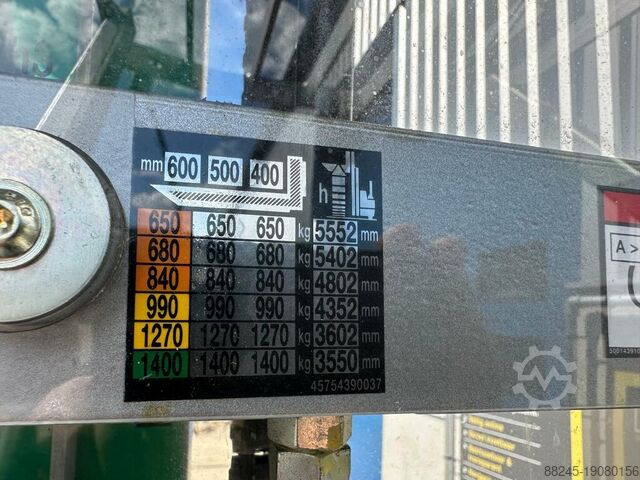 mm 600 500 400 h
650 650 650 kg 5552 mm
680 680 680 kg 5402 mm
840 840 840 kg 4802 mm
990 990 990 kg 4352 mm
1270 1270 1270 kg 3602 mm
1400 1400 1400 kg 3550 mm
45754390037
A >
88245-19080156